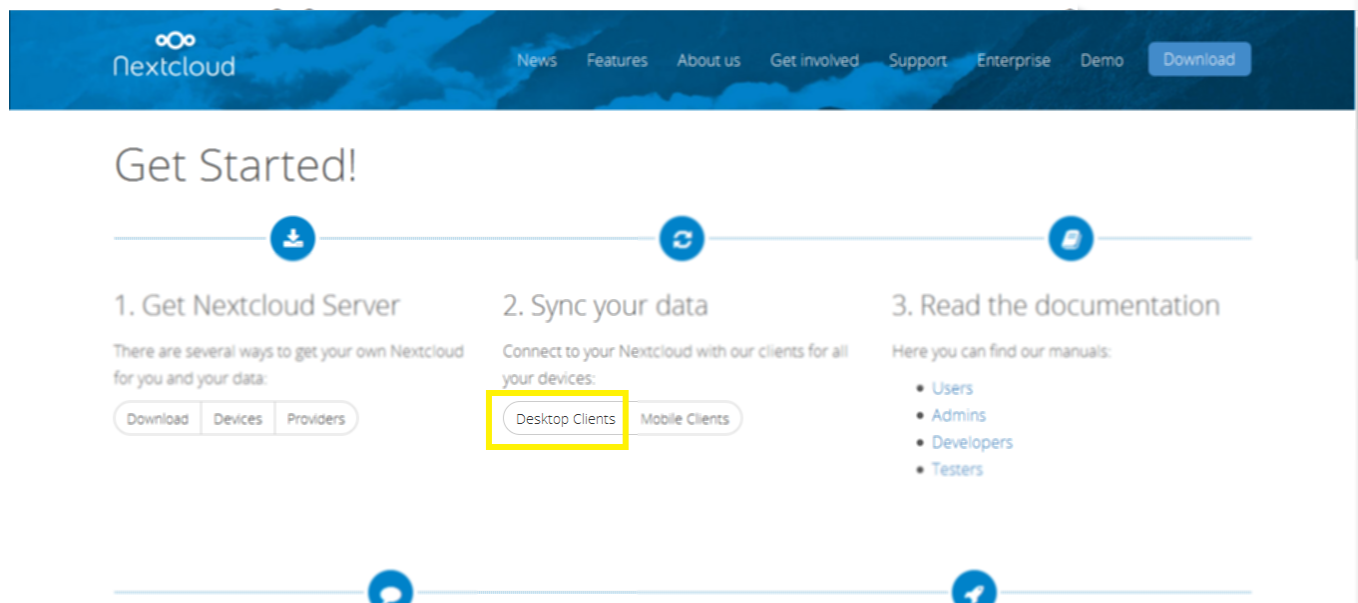 Nextcloud
News Features About us Get involved Support Enterprise Demo Download
Get Started!
1. Get Nextcloud Server
There are several ways to get your own Nextcloud
for you and your data:
Download Devices Providers
2. Sync your data
Connect to your Nextcloud with our clients for all
your devices:
Desktop Clients Mobile Clients
3. Read the documentation
Here you can find our manuals:
Users
Admins
Developers
Testers